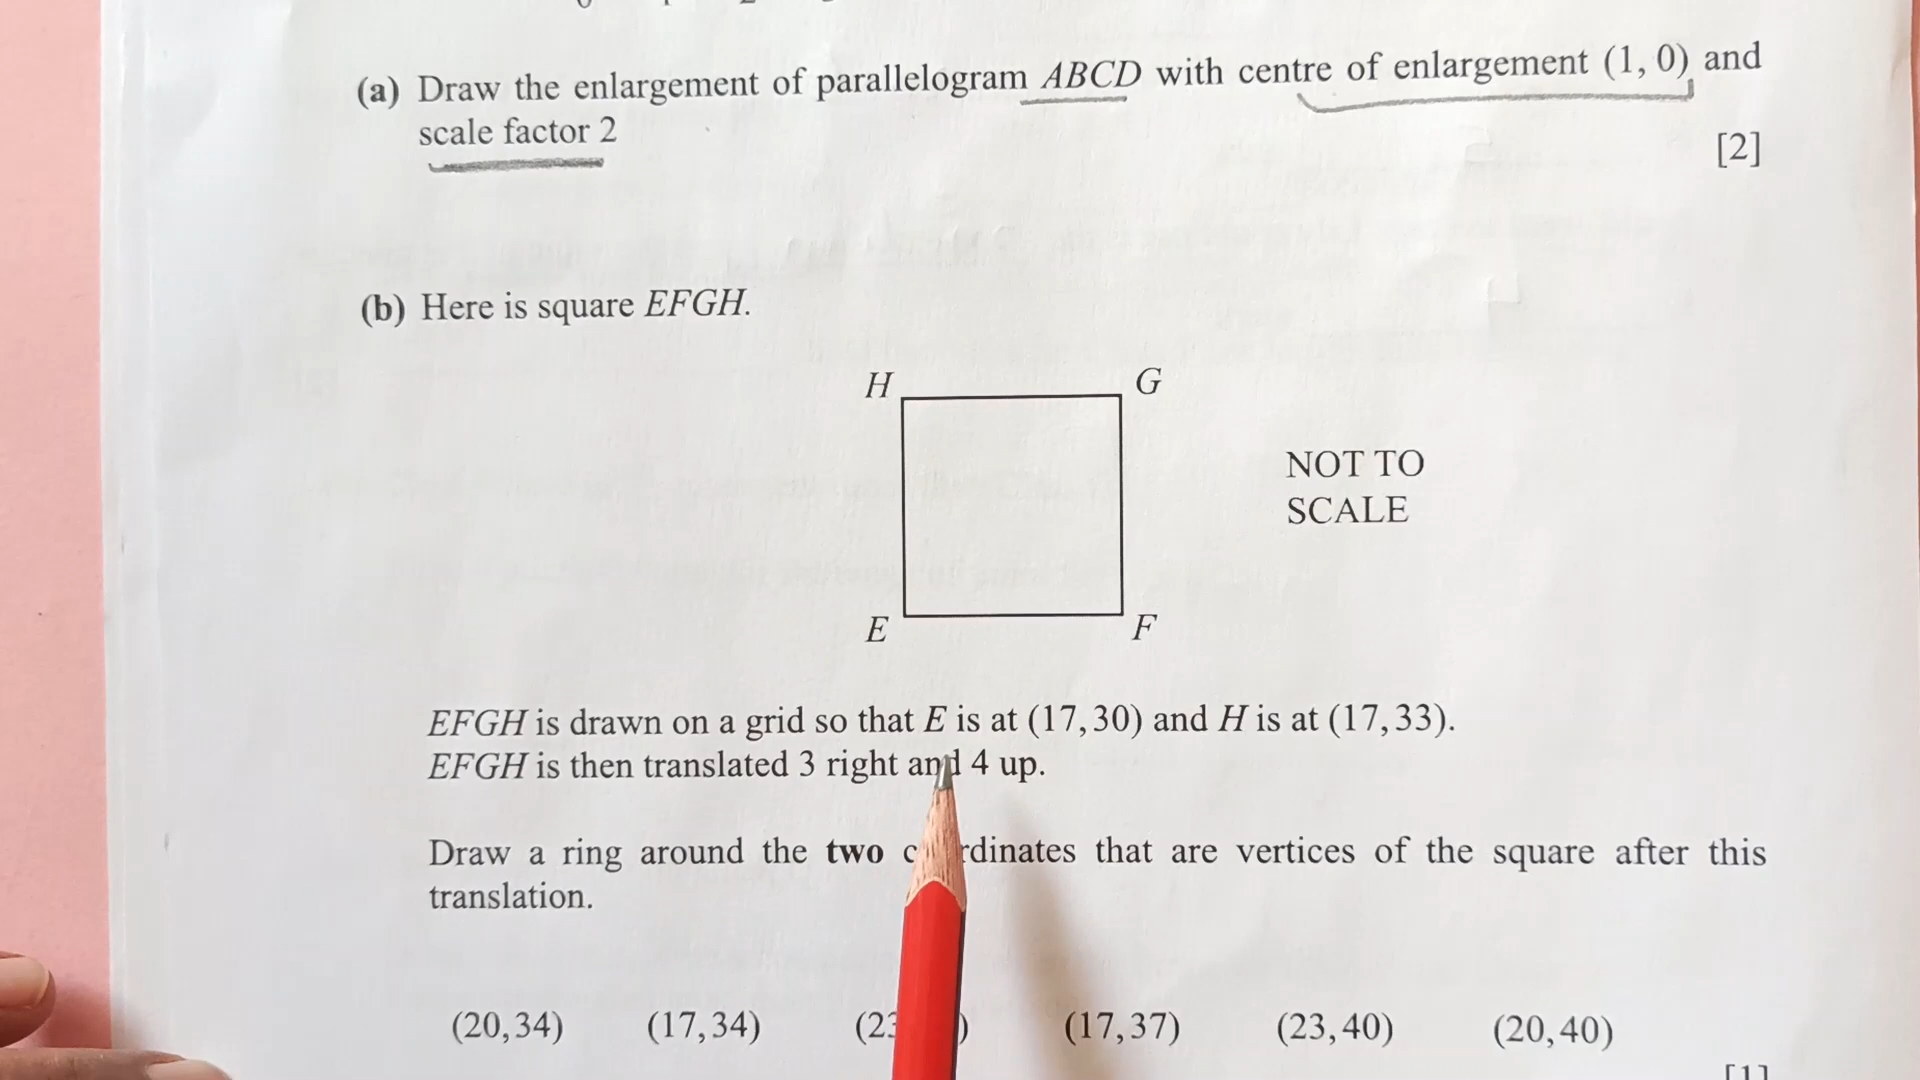 (a) Draw the enlargement of parallelogram ABCD with centre of enlargement (1, 0) and
scale factor 2
[2]
(b) Here is square EFGH.
H
G
NOT TO
SCALE
E
F
EFGH is drawn on a grid so that E is at (17,30) and H is at (17,33).
EFGH is then translated 3 right and 4 up.
Draw a ring around the two coordinates that are vertices of the square after this
translation.
(20,34) (17,34) (17,37) (23,40) (20,40)
[1]